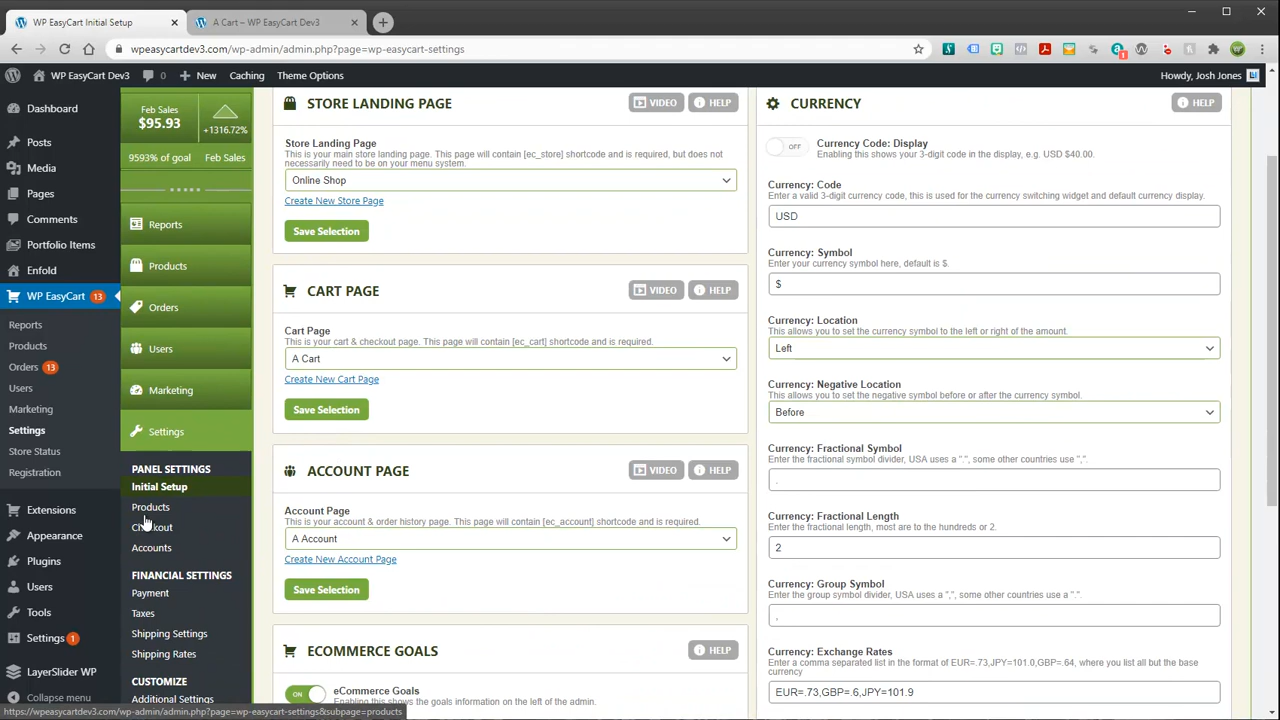 WP EasyCart Initial Setup
A Cart – WP EasyCart Dev3
wpeasycartdev3.com/wp-admin/admin.php?page=wp-easycart-settings
WP EasyCart Dev3
0
New
Caching
Theme Options
Howdy, Josh Jones
Dashboard
Posts
Media
Pages
Comments
Portfolio Items
Enfold
WP EasyCart 13
Reports
Products
Orders 13
Users
Marketing
Settings
Store Status
Registration
Extensions
Appearance
Plugins
Users
Tools
Settings 1
LayerSlider WP
Collapse menu
Feb Sales
$95.93
+1316.72%
9593% of goal
Feb Sales
Reports
Products
Orders
Users
Marketing
Settings
PANEL SETTINGS
Initial Setup
Products
Checkout
Accounts
FINANCIAL SETTINGS
Payment
Taxes
Shipping Settings
Shipping Rates
CUSTOMIZE
Additional Settings
STORE LANDING PAGE
VIDEO
HELP
Store Landing Page
This is your main store landing page. This page will contain [ec_store] shortcode and is required, but does not
necessarily need to be on your menu system.
Online Shop
Create New Store Page
Save Selection
CART PAGE
VIDEO
HELP
Cart Page
This is your cart & checkout page. This page will contain [ec_cart] shortcode and is required.
A Cart
Create New Cart Page
Save Selection
ACCOUNT PAGE
VIDEO
HELP
Account Page
This is your account & order history page. This page will contain [ec_account] shortcode and is required.
A Account
Create New Account Page
Save Selection
ECOMMERCE GOALS
HELP
ON
eCommerce Goals
Enabling this shows the goals information on the left of the admin.
CURRENCY
HELP
OFF
Currency Code: Display
Enabling this shows your 3-digit code in the display, e.g. USD $40.00.
Currency: Code
Enter a valid 3-digit currency code, this is used for the currency switching widget and default currency display.
USD
Currency: Symbol
Enter your currency symbol here, default is $.
$
Currency: Location
This allows you to set the currency symbol to the left or right of the amount.
Left
Currency: Negative Location
This allows you to set the negative symbol before or after the currency symbol.
Before
Currency: Fractional Symbol
Enter the fractional symbol divider, USA uses a ".", some other countries use ",".
.
Currency: Fractional Length
Enter the fractional length, most are to the hundreds or 2.
2
Currency: Group Symbol
Enter the group symbol divider, USA uses a ",", some other countries use a ".".
,
Currency: Exchange Rates
Enter a comma separated list in the format of EUR=.73,JPY=101.0,GBP=.64, where you list all but the base
currency
EUR=.73,GBP=.6,JPY=101.9
https://wpeasycartdev3.com/wp-admin/admin.php?page=wp-easycart-settings&subpage=products